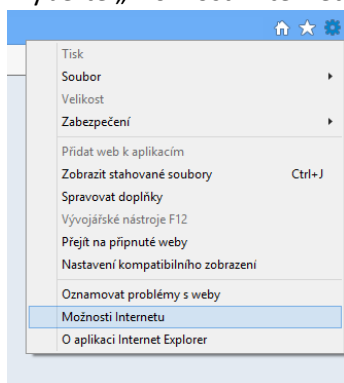 Tisk
Soubor
Velikost
Zabezpečení
Přidat web k aplikacím
Zobrazit stahované soubory Ctrl+J
Spravovat doplňky
Vývojářské nástroje F12
Přejít na připnuté weby
Nastavení kompatibilního zobrazení
Oznamovat problémy s weby
Možnosti Internetu
O aplikaci Internet Explorer